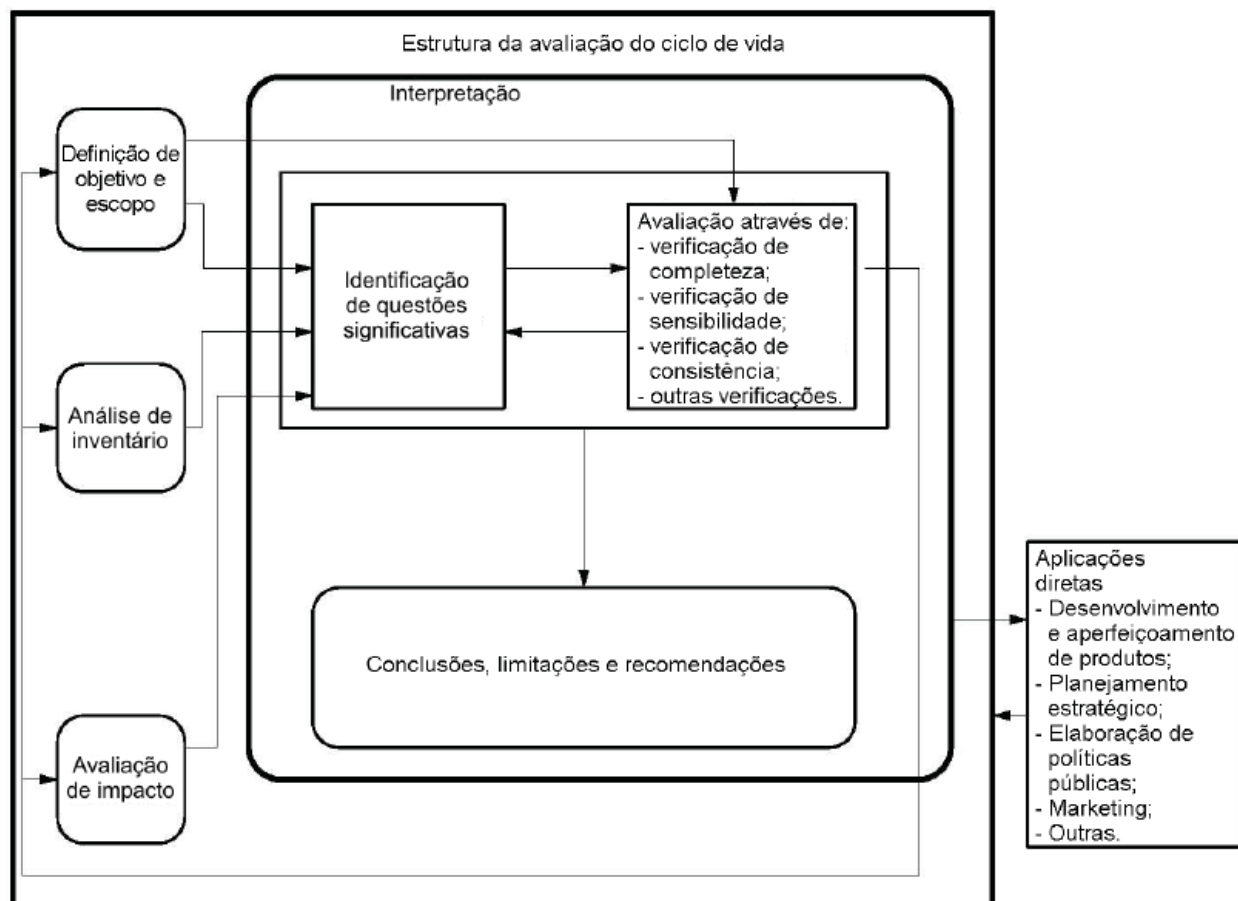 Estrutura da avaliação do ciclo de vida
Interpretação
Definição de
objetivo e
escopo
Identificação
de questões
significativas
Avaliação através de:
- verificação de
completeza;
- verificação de
sensibilidade;
- verificação de
consistência;
- outras verificações.
Análise de
inventário
Conclusões, limitações e recomendações
Avaliação
de impacto
Aplicações
diretas
- Desenvolvimento
e aperfeiçoamento
de produtos;
- Planejamento
estratégico;
- Elaboração de
políticas
públicas;
- Marketing;
- Outras.